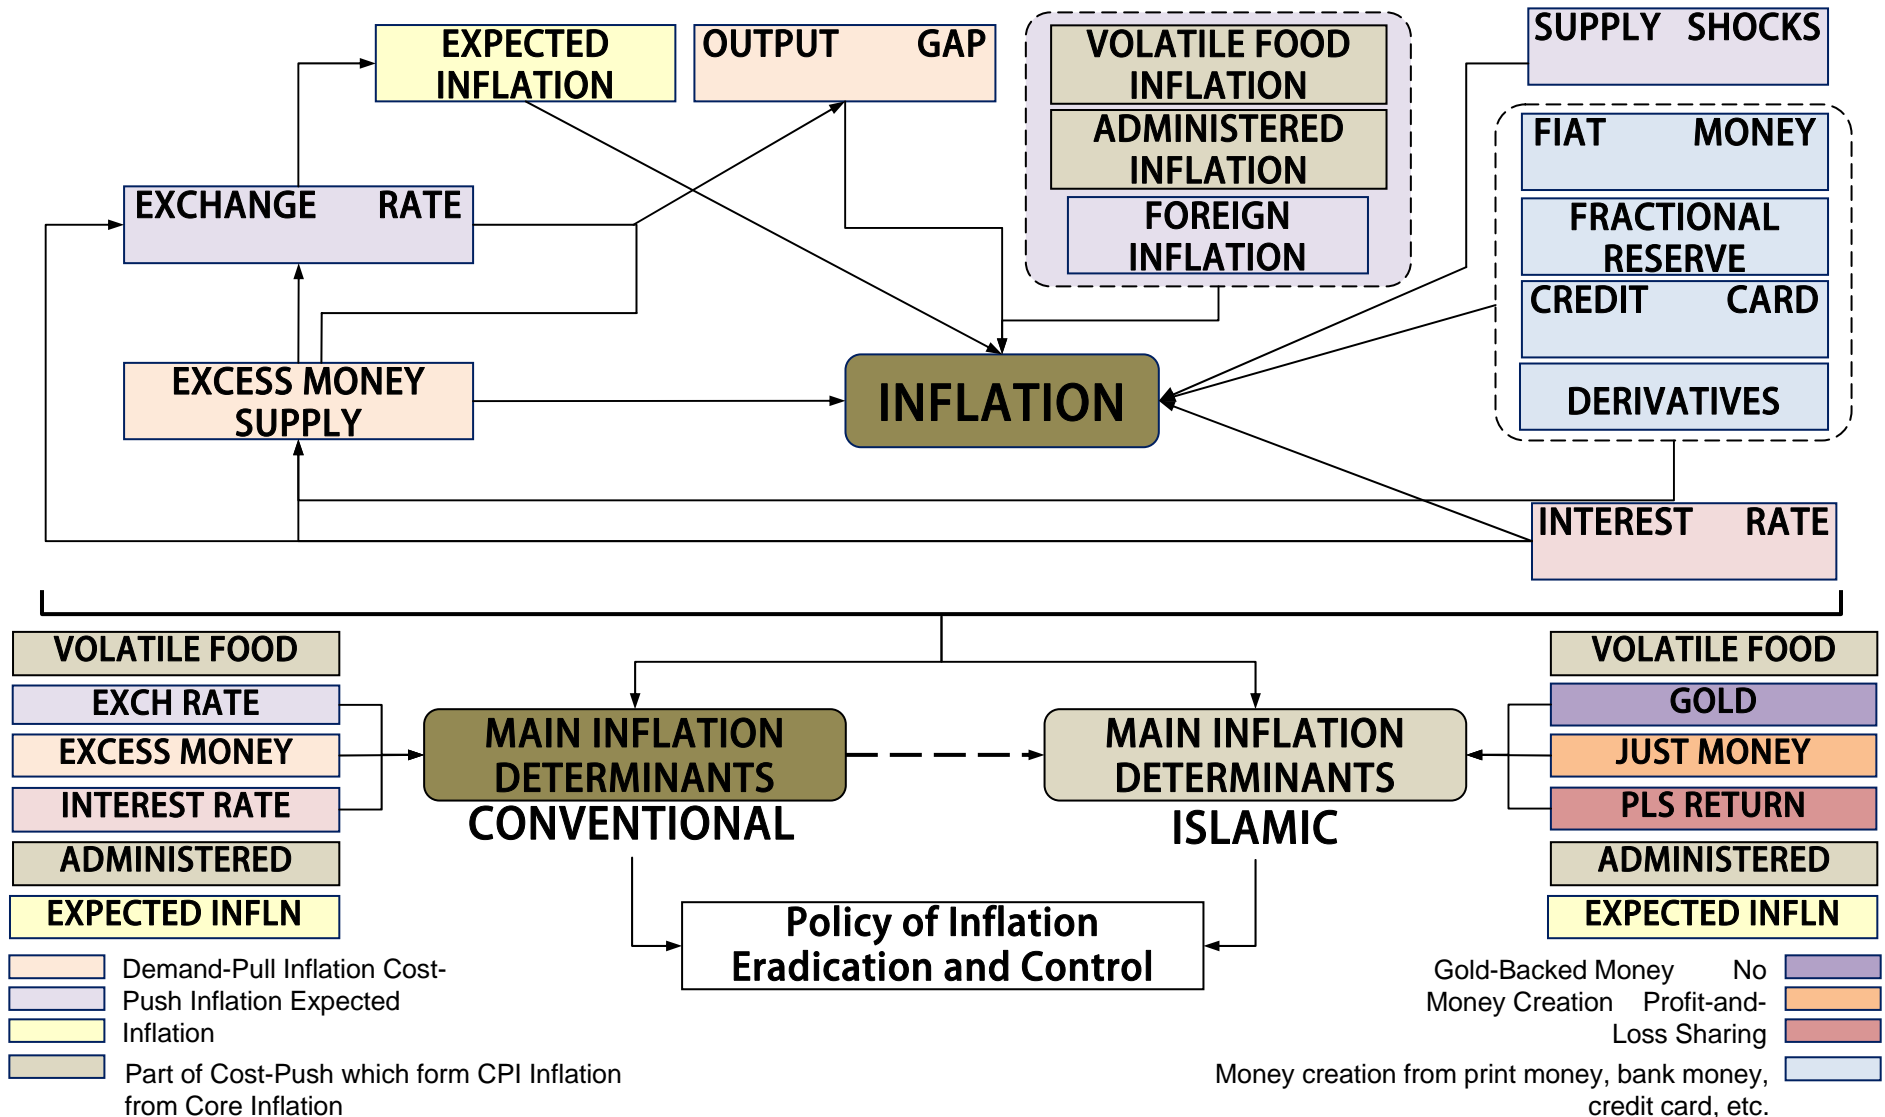 EXPECTED
INFLATION
OUTPUT GAP
VOLATILE FOOD
INFLATION
ADMINISTERED
INFLATION
FOREIGN
INFLATION
SUPPLY SHOCKS
FIAT MONEY
FRACTIONAL
RESERVE
CREDIT CARD
DERIVATIVES
EXCHANGE RATE
EXCESS MONEY
SUPPLY
INFLATION
INTEREST RATE
VOLATILE FOOD
EXCH RATE
EXCESS MONEY
INTEREST RATE
ADMINISTERED
EXPECTED INFLN
MAIN INFLATION
DETERMINANTS
CONVENTIONAL
MAIN INFLATION
DETERMINANTS
ISLAMIC
VOLATILE FOOD
GOLD
JUST MONEY
PLS RETURN
ADMINISTERED
EXPECTED INFLN
Policy of Inflation
Eradication and Control
Demand-Pull Inflation Cost-
Push Inflation Expected
Inflation
Part of Cost-Push which form CPI Inflation
from Core Inflation
Gold-Backed Money No
Money Creation Profit-and-
Loss Sharing
Money creation from print money, bank money,
credit card, etc.